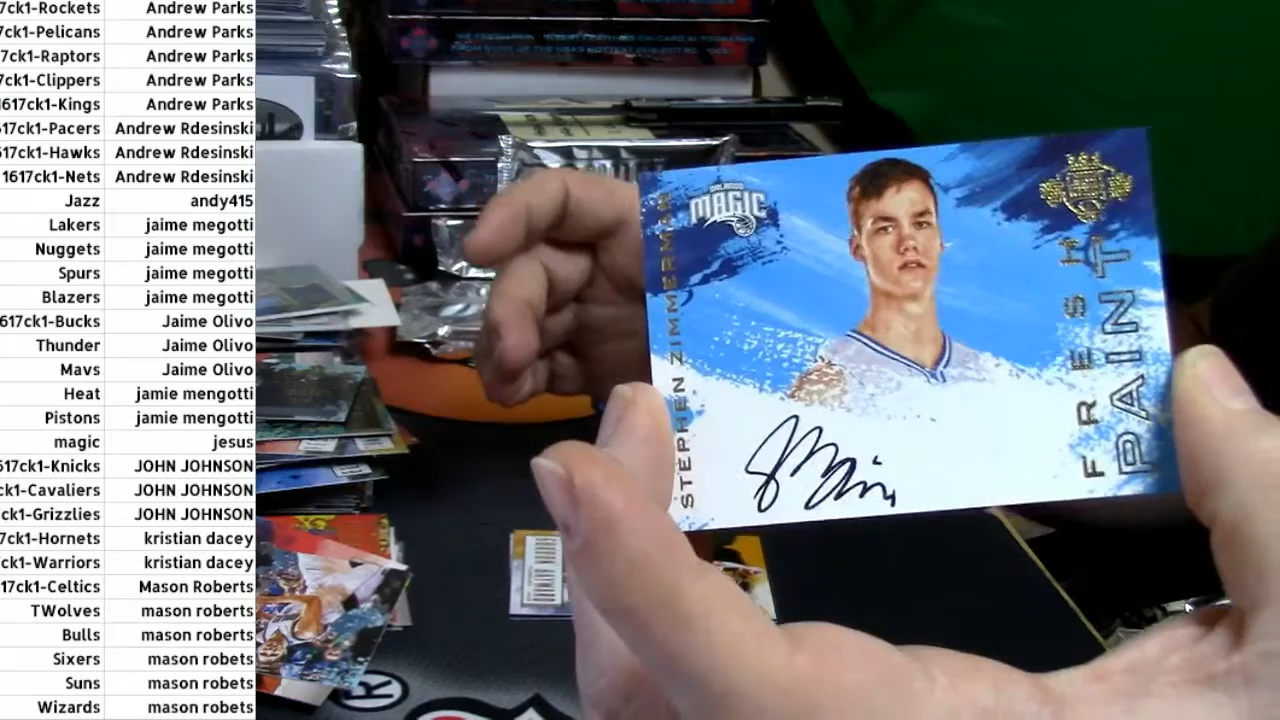 7ck1-Rockets Andrew Parks
7ck1-Pelicans Andrew Parks
7ck1-Raptors Andrew Parks
7ck1-Clippers Andrew Parks
1617ck1-Kings Andrew Parks
617ck1-Pacers Andrew Rdesinski
617ck1-Hawks Andrew Rdesinski
1617ck1-Nets Andrew Rdesinski
Jazz andy415
Lakers jaime megotti
Nuggets jaime megotti
Spurs jaime megotti
Blazers jaime megotti
617ck1-Bucks Jaime Olivo
Thunder Jaime Olivo
Mavs Jaime Olivo
Heat jamie mengotti
Pistons jamie mengotti
magic jesus
617ck1-Knicks JOHN JOHNSON
ck1-Cavaliers JOHN JOHNSON
ck1-Grizzlies JOHN JOHNSON
7ck1-Hornets kristian dacey
ck1-Warriors kristian dacey
17ck1-Celtics Mason Roberts
TWolves mason roberts
Bulls mason roberts
Sixers mason robets
Suns mason robets
Wizards mason robets
ORLANDO
MAGIC
STEPHEN ZIMMERMAN
FRESH
PAINT
®